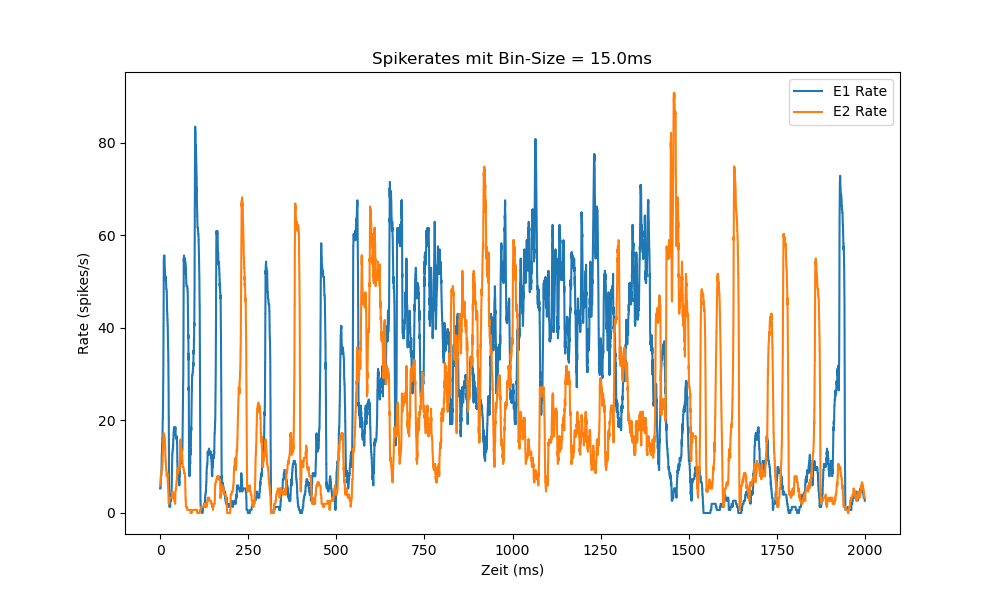 Spikerates mit Bin-Size = 15.0ms
E1 Rate
E2 Rate
Rate (spikes/s)
80
60
40
20
0
0 250 500 750 1000 1250 1500 1750 2000
Zeit (ms)